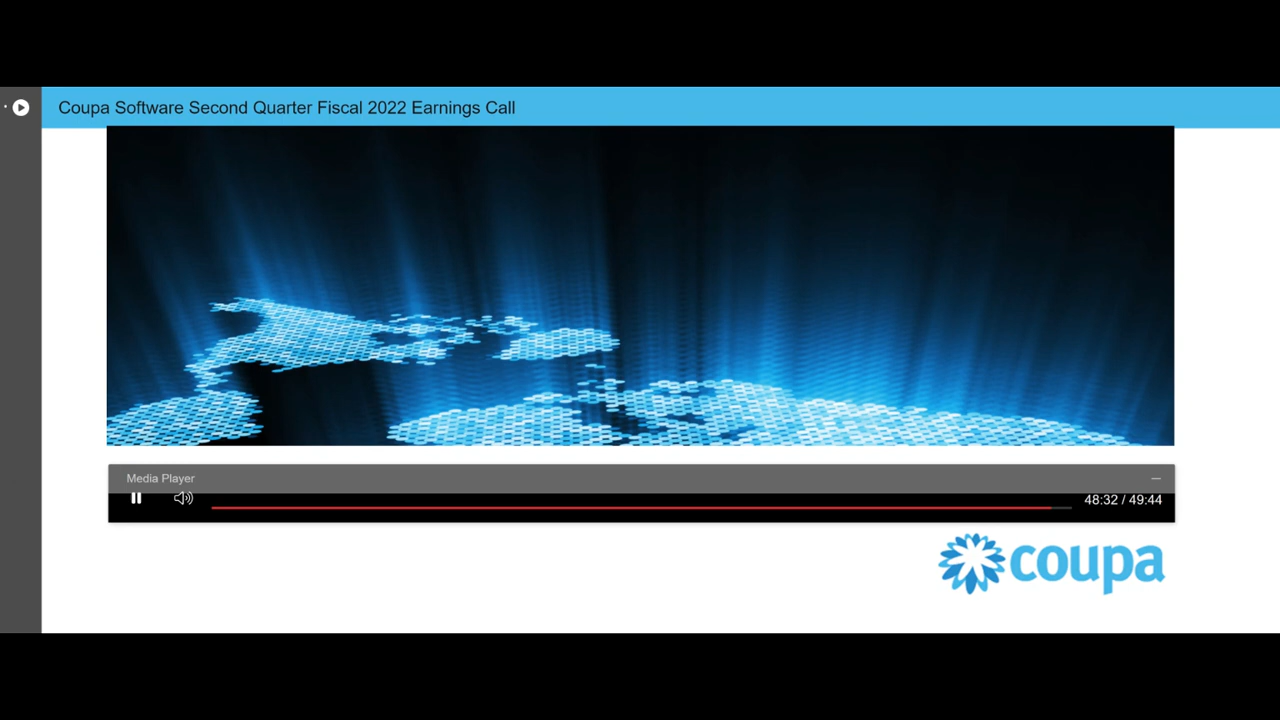 Coupa Software Second Quarter Fiscal 2022 Earnings Call
Media Player
48:32 / 49:44
coupa